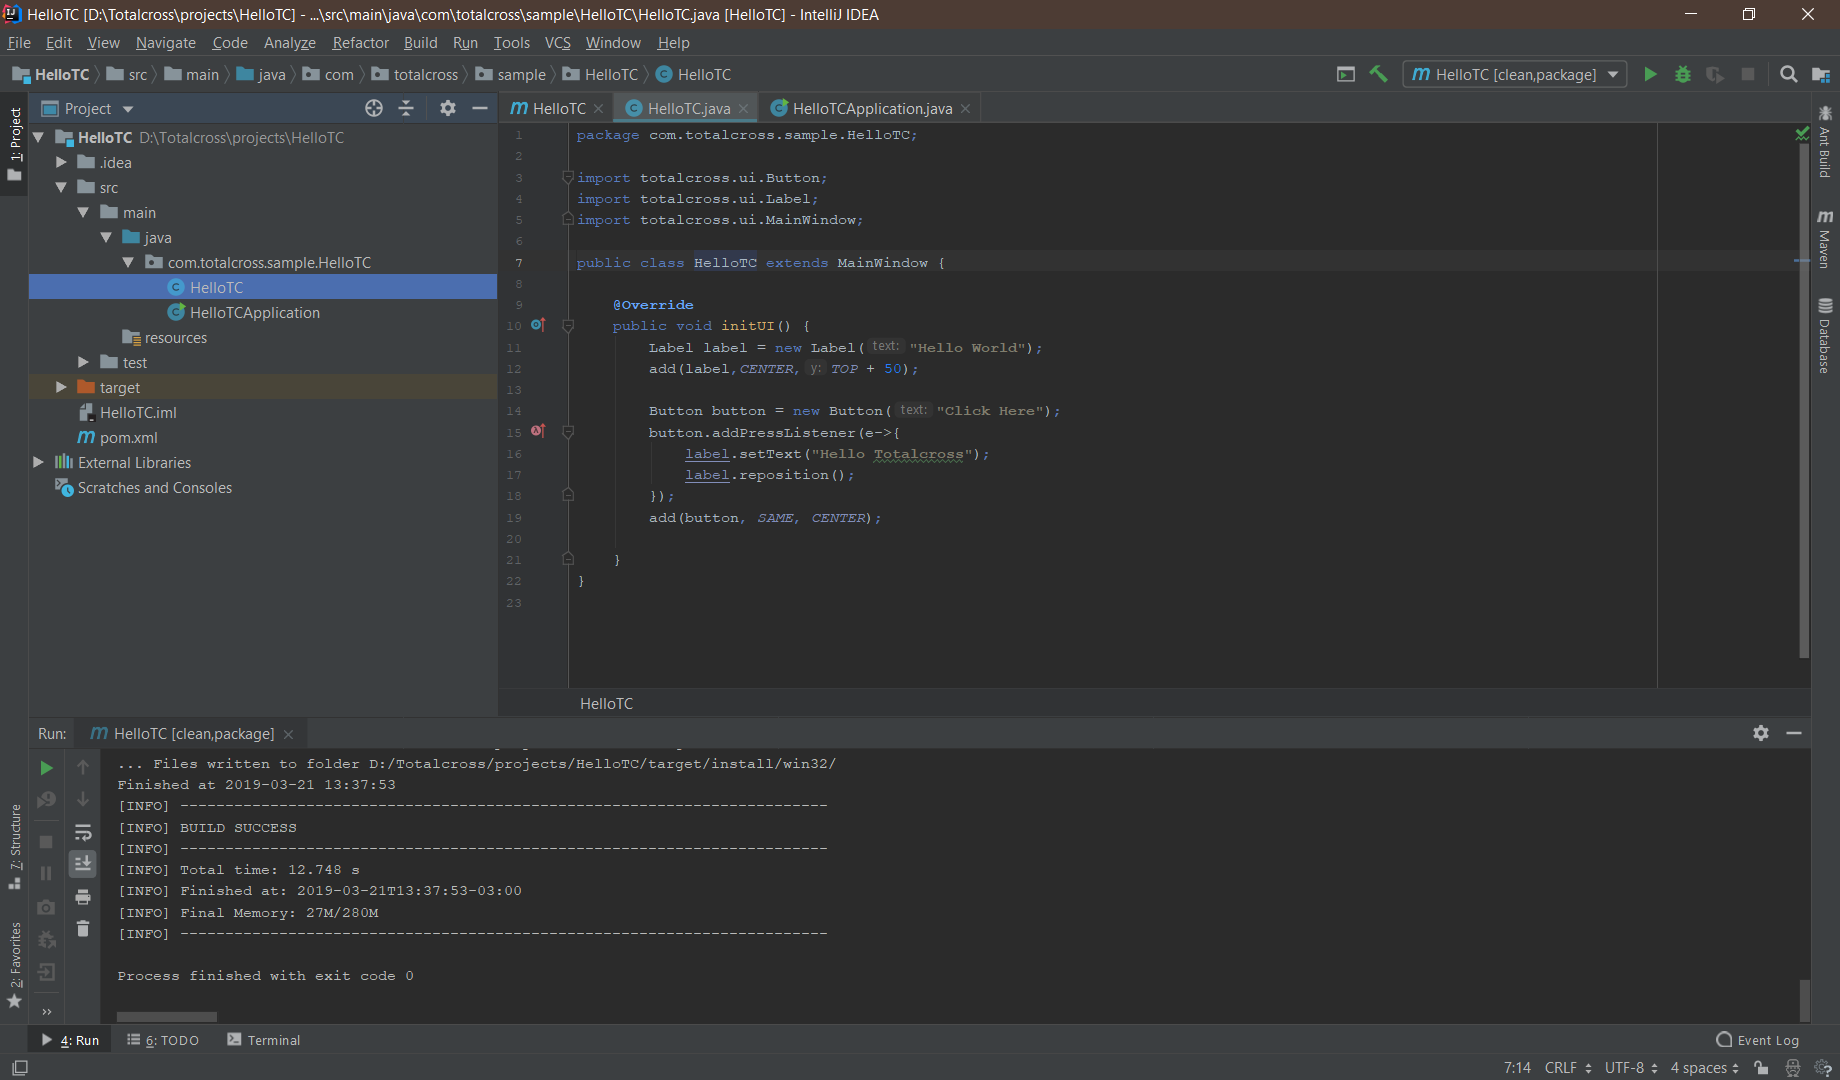 HelloTC [D:\Totalcross\projects\HelloTC] - ...\src\main\java\com\totalcross\sample\HelloTC\HelloTC.java [HelloTC] - IntelliJ IDEA
File Edit View Navigate Code Analyze Refactor Build Run Tools VCS Window Help
HelloTC src main java com totalcross sample HelloTC HelloTC
HelloTC [clean,package]
1: Project
Project
HelloTC D:\Totalcross\projects\HelloTC
.idea
src
main
java
com.totalcross.sample.HelloTC
HelloTC
HelloTCApplication
resources
test
target
HelloTC.iml
pom.xml
External Libraries
Scratches and Consoles
HelloTC HelloTC.java HelloTCApplication.java
1 package com.totalcross.sample.HelloTC;
2
3 import totalcross.ui.Button;
4 import totalcross.ui.Label;
5 import totalcross.ui.MainWindow;
6
7 public class HelloTC extends MainWindow {
8
9 @Override
10 public void initUI() {
11 Label label = new Label( text: "Hello World");
12 add(label,CENTER, y: TOP + 50);
13
14 Button button = new Button( text: "Click Here");
15 button.addPressListener(e->{
16 label.setText("Hello Totalcross");
17 label.reposition();
18 });
19 add(button, SAME, CENTER);
20
21 }
22 }
23
HelloTC
Ant Build
Maven
Database
Run: HelloTC [clean,package]
... Files written to folder D:/Totalcross/projects/HelloTC/target/install/win32/
Finished at 2019-03-21 13:37:53
[INFO] ------------------------------------------------------------------------
[INFO] BUILD SUCCESS
[INFO] ------------------------------------------------------------------------
[INFO] Total time: 12.748 s
[INFO] Finished at: 2019-03-21T13:37:53-03:00
[INFO] Final Memory: 27M/280M
[INFO] ------------------------------------------------------------------------
Process finished with exit code 0
7: Structure
2: Favorites
4: Run 6: TODO Terminal Event Log
7:14 CRLF UTF-8 4 spaces